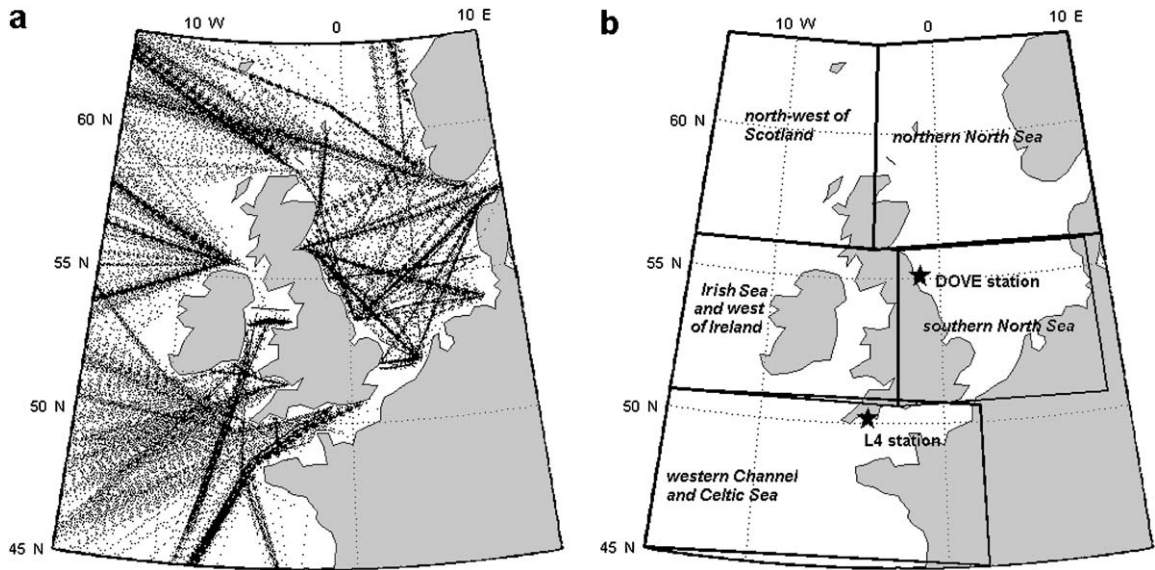 a
10 W
0
10 E
60 N
55 N
50 N
45 N
b
10 W
0
10 E
60 N
55 N
50 N
45 N
north-west of
Scotland
northern North Sea
Irish Sea
and west
of Ireland
DOVE station
southern North Sea
L4 station
western Channel
and Celtic Sea